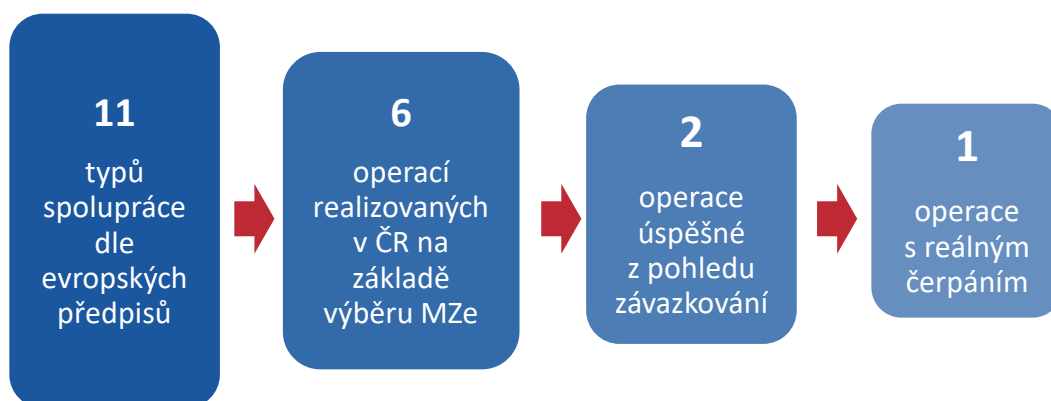 11
typů
spolupráce
dle
evropských
předpisů
6
operací
realizovaných
v ČR na
základě
výběru MZe
2
operace
úspěšné
z pohledu
závazkování
1
operace
s reálným
čerpáním